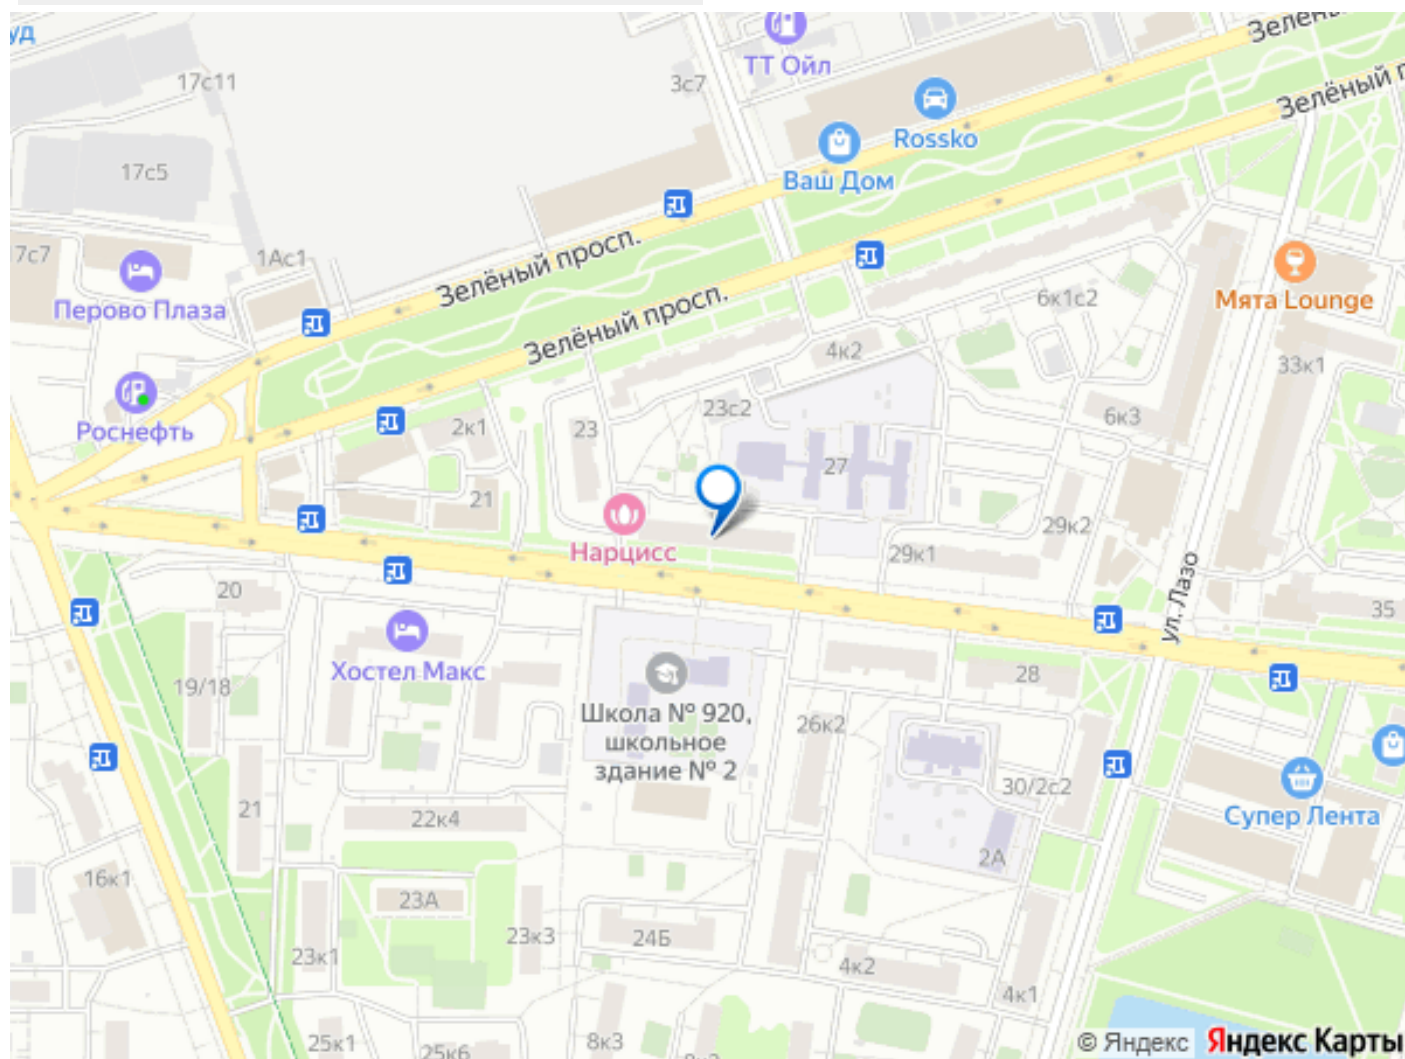 уд
17с11
3с7
ТТ Ойл
Rossko
Ваш Дом
Зелёный просп.
Зелёный просп.
17с5
7с7
1Ас1
Перово Плаза
Роснефть
6к1с2
Мята Lounge
33к1
4к2
23с2
6к3
2к1
23
27
21
29к2
Нарцисс
29к1
ул. Лазо
35
20
19/18
Хостел Макс
28
Школа № 920,
школьное
здание № 2
26к2
30/2с2
Супер Лента
21
22к4
2А
16к1
23А
23к1
23к3
24Б
4к2
4к1
25к1
25к6
8к3
© Яндекс
Яндекс Карты